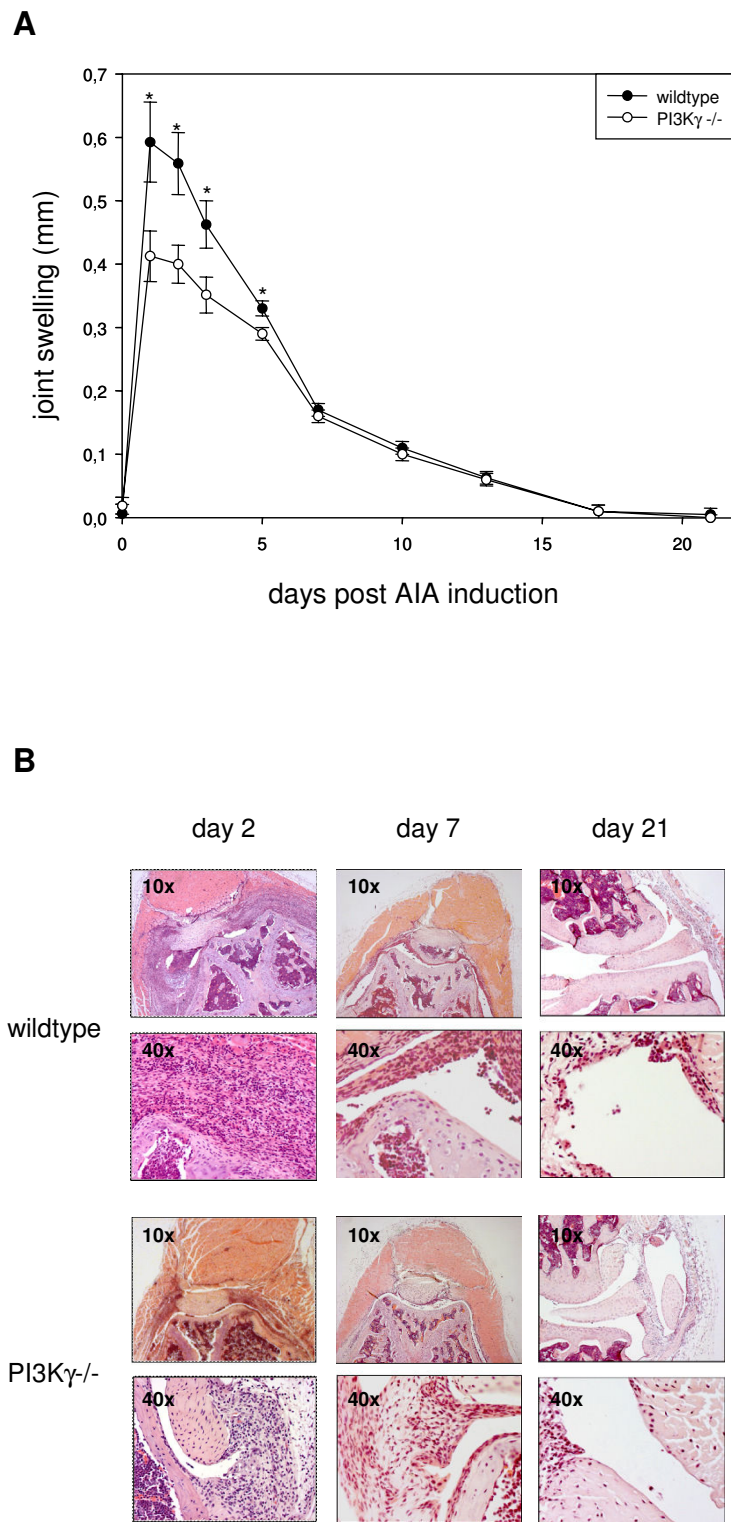 A
0,7
0,6
0,5
0,4
0,3
0,2
0,1
0,0
joint swelling (mm)
* * * *
wildtype
PI3Kγ -/-
0 5 10 15 20
days post AIA induction
B
day 2 day 7 day 21
wildtype
10x 10x 10x
40x 40x 40x
PI3Kγ-/-
10x 10x 10x
40x 40x 40x